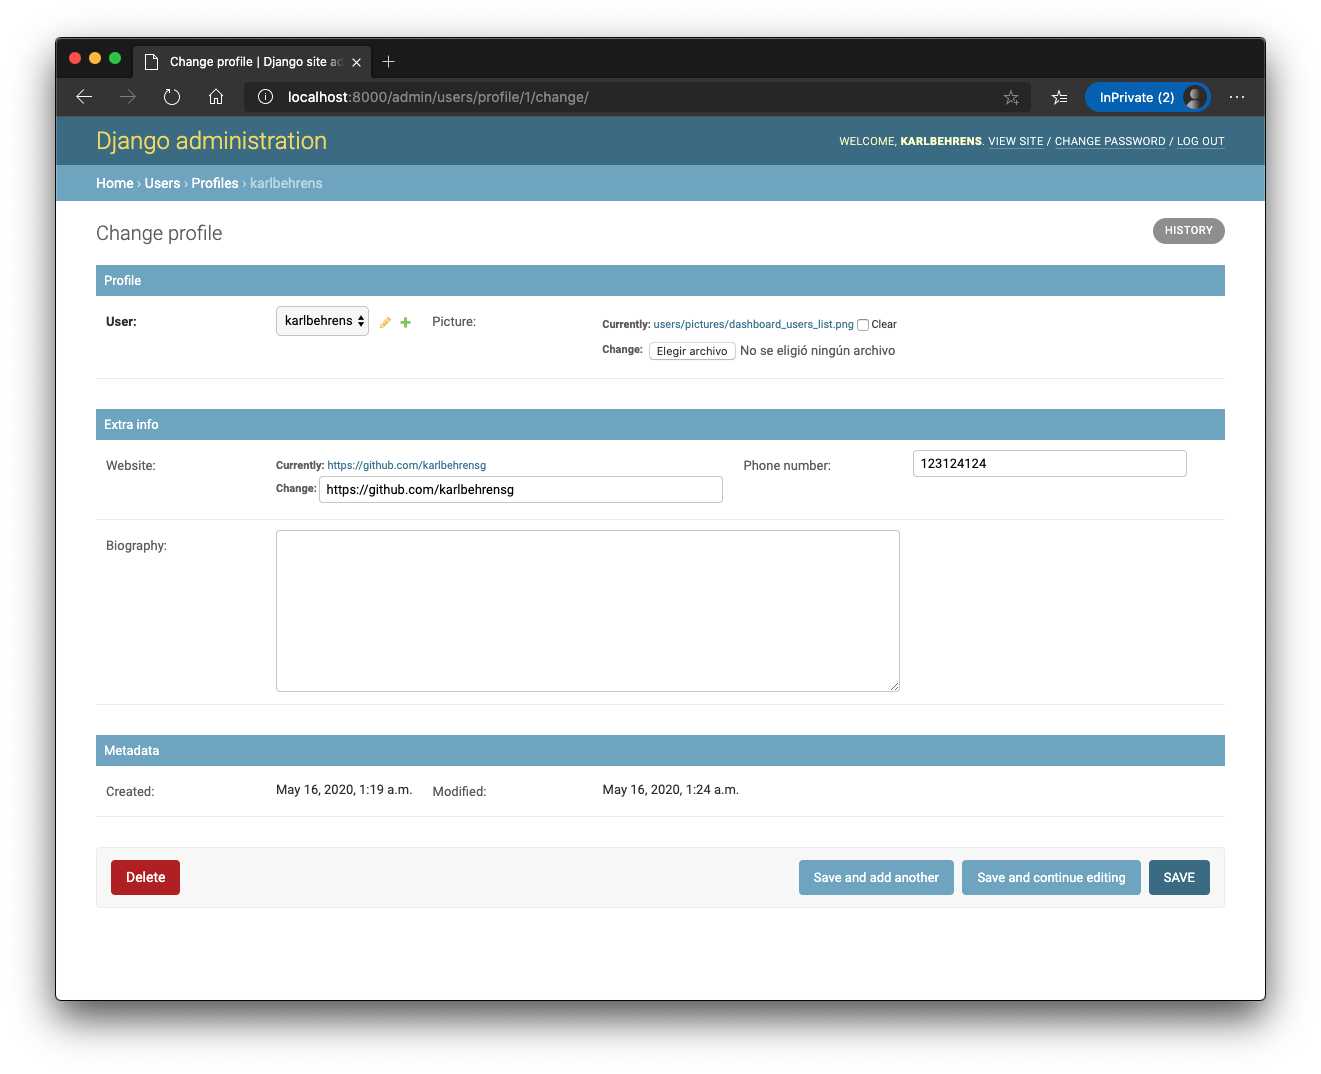 Change profile | Django site ad
localhost:8000/admin/users/profile/1/change/
InPrivate (2)
Django administration
WELCOME, KARLBEHRENS. VIEW SITE / CHANGE PASSWORD / LOG OUT
Home › Users › Profiles › karlbehrens
Change profile
HISTORY
Profile
User:
karlbehrens
Picture:
Currently: users/pictures/dashboard_users_list.png Clear
Change: Elegir archivo No se eligió ningún archivo
Extra info
Website:
Currently: https://github.com/karlbehrensg
Change: https://github.com/karlbehrensg
Phone number:
123124124
Biography:
Metadata
Created:
May 16, 2020, 1:19 a.m.
Modified:
May 16, 2020, 1:24 a.m.
Delete
Save and add another
Save and continue editing
SAVE